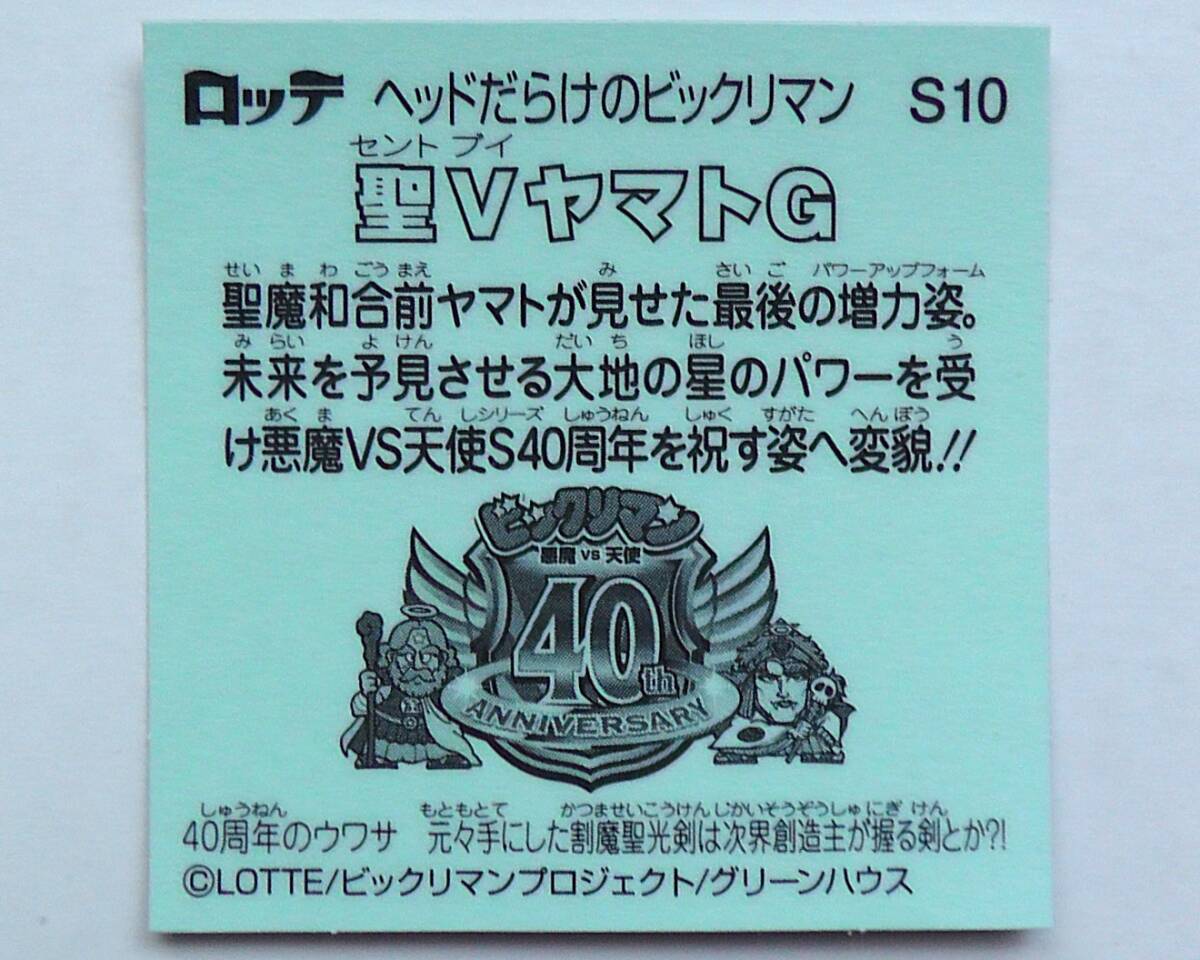 ロッテ ヘッドだらけのビックリマン S10
セント ブイ
聖VヤマトG
せい ま わ ごう まえ み さい ご パワーアップフォーム
聖魔和合前ヤマトが見せた最後の増力姿。
み らい よ けん だい ち ほし う
未来を予見させる大地の星のパワーを受
あく ま てん しシリーズ しゅうねん しゅく すがた へん ぼう
け悪魔VS天使S40周年を祝す姿へ変貌!!
ビックリマン
悪魔 VS 天使
40th
ANNIVERSARY
しゅうねん もともとて かつませいこうけん じかいそうぞうしゅ にぎ けん
40周年のウワサ 元々手にした割魔聖光剣は次界創造主が握る剣とか?!
©LOTTE/ビックリマンプロジェクト/グリーンハウス